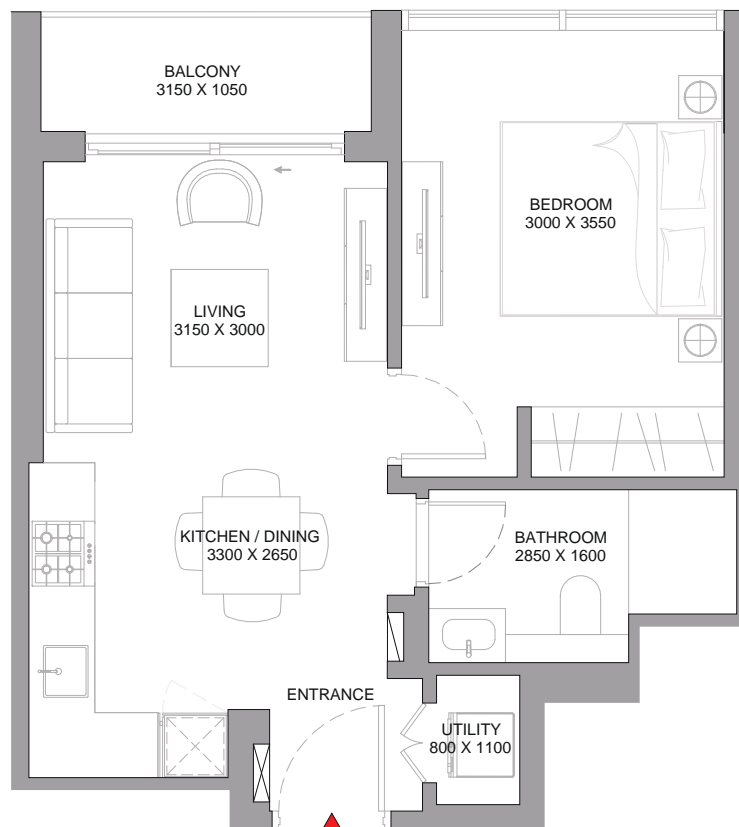 BALCONY
3150 X 1050
BEDROOM
3000 X 3550
LIVING
3150 X 3000
KITCHEN / DINING
3300 X 2650
BATHROOM
2850 X 1600
ENTRANCE
UTILITY
800 X 1100